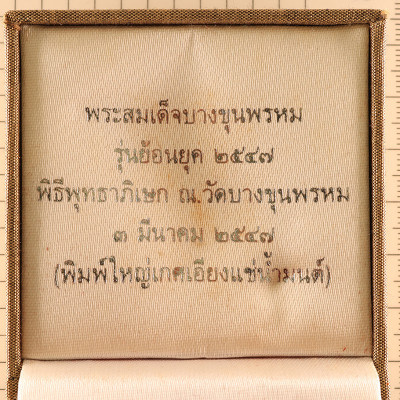 พระสมเด็จบางขุนพรหม
รุ่นย้อนยุค ๒๕๔๗
พิธีพุทธาภิเษก ณ.วัดบางขุนพรหม
๓ มีนาคม ๒๕๔๗
(พิมพ์ใหญ่เกศเอียงแช่น้ำมนต์)